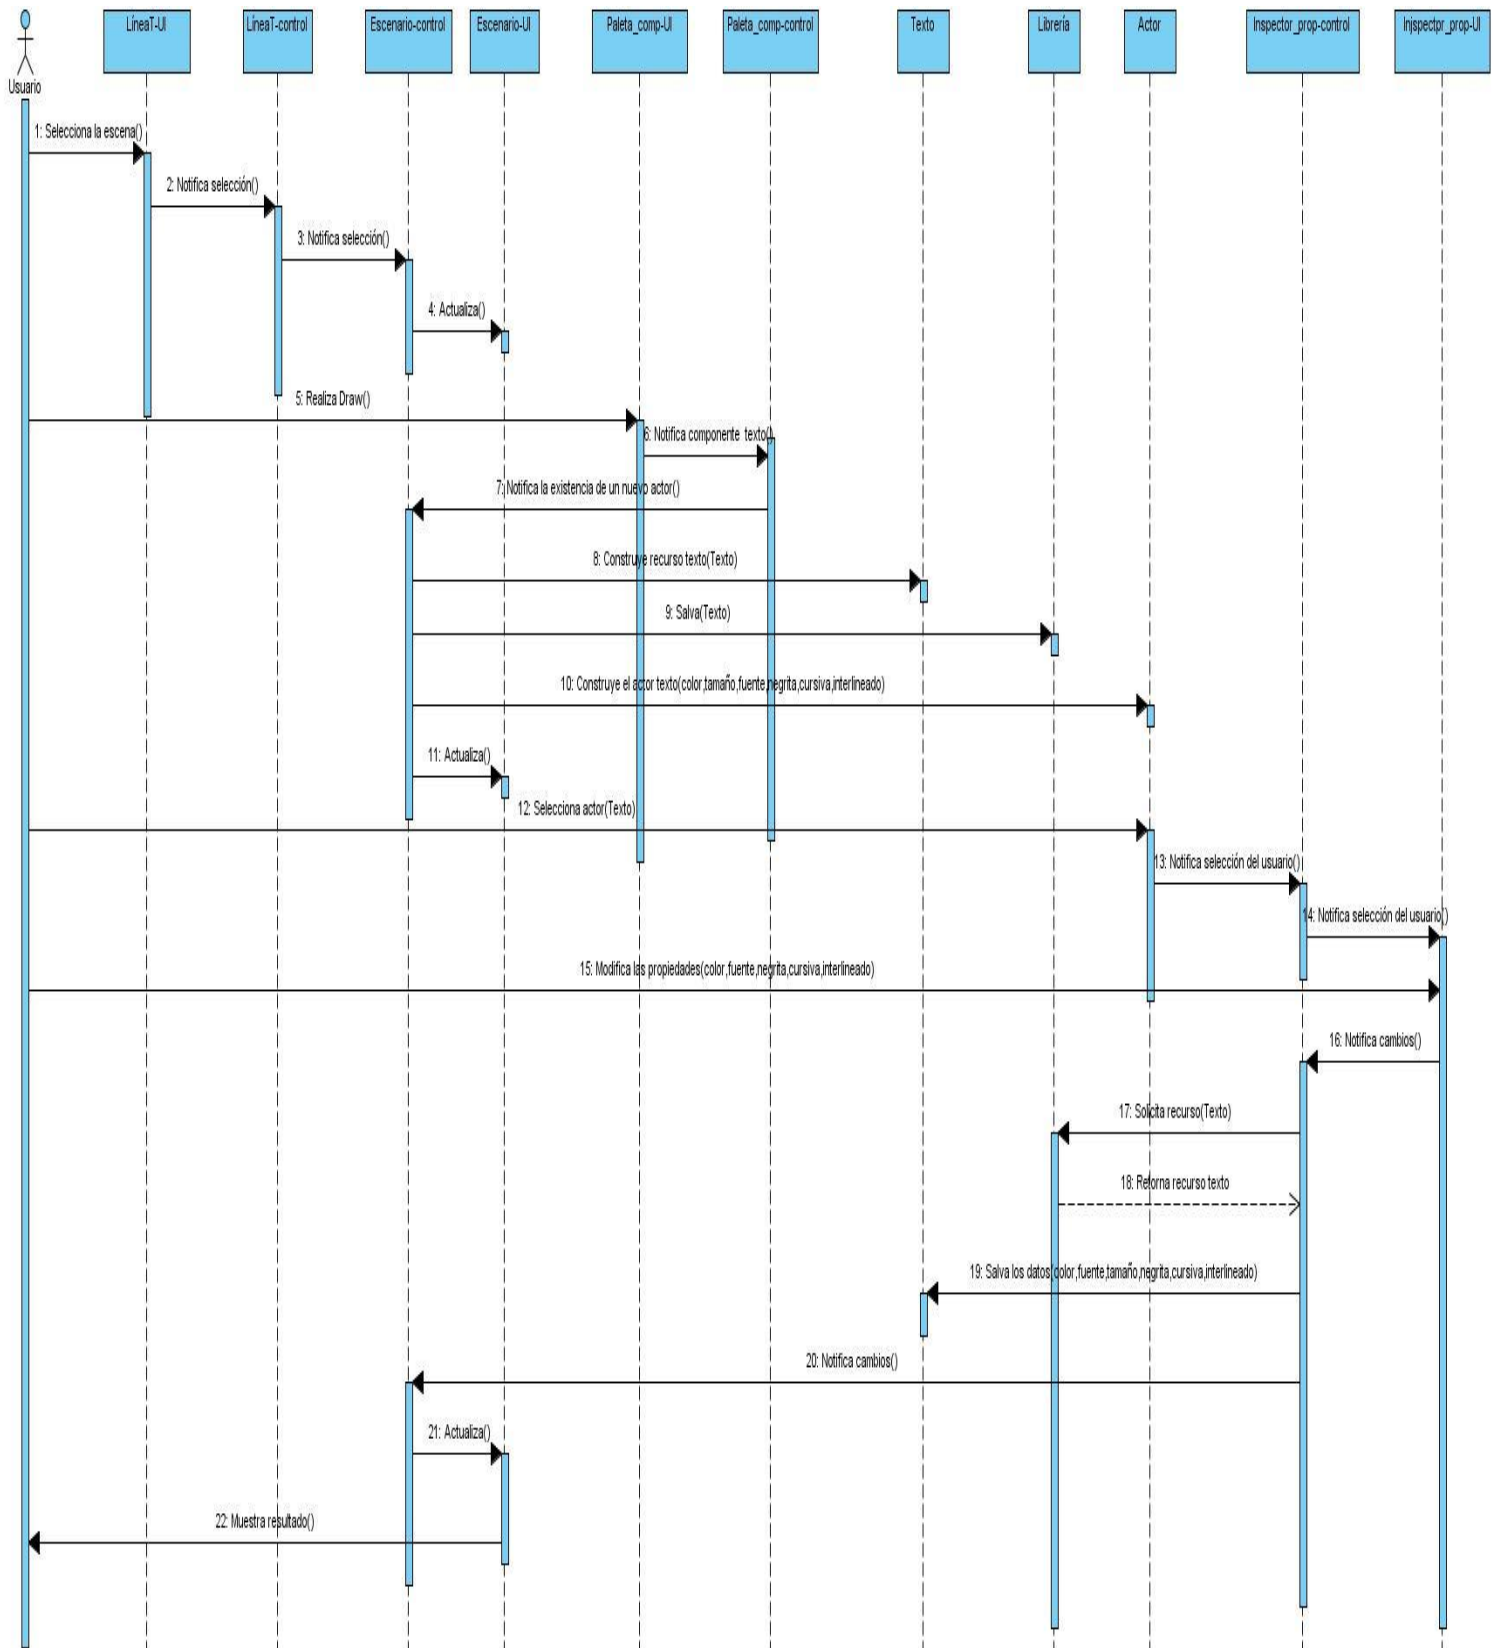 LíneaT-UI
LíneaT-control
Escenario-control
Escenario-UI
Paleta_comp-UI
Paleta_comp-control
Texto
Librería
Actor
Inspector_prop-control
Injspectpr_prop-UI
Usuario
1: Selecciona la escena()
2: Notifica selección()
3: Notifica selección()
4: Actualiza()
5: Realiza Draw()
6: Notifica componente texto()
7: Notifica la existencia de un nuevo actor()
8: Construye recurso texto(Texto)
9: Salva(Texto)
10: Construye el actor texto(color,tamaño,fuente,negrita,cursiva,interlineado)
11: Actualiza()
12: Selecciona actor(Texto)
13: Notifica selección del usuario()
14: Notifica selección del usuario()
15: Modifica las propiedades(color,fuente,negrita,cursiva,interlineado)
16: Notifica cambios()
17: Solicita recurso(Texto)
18: Retorna recurso texto
19: Salva los datos(color,fuente,tamaño,negrita,cursiva,interlineado)
20: Notifica cambios()
21: Actualiza()
22: Muestra resultado()